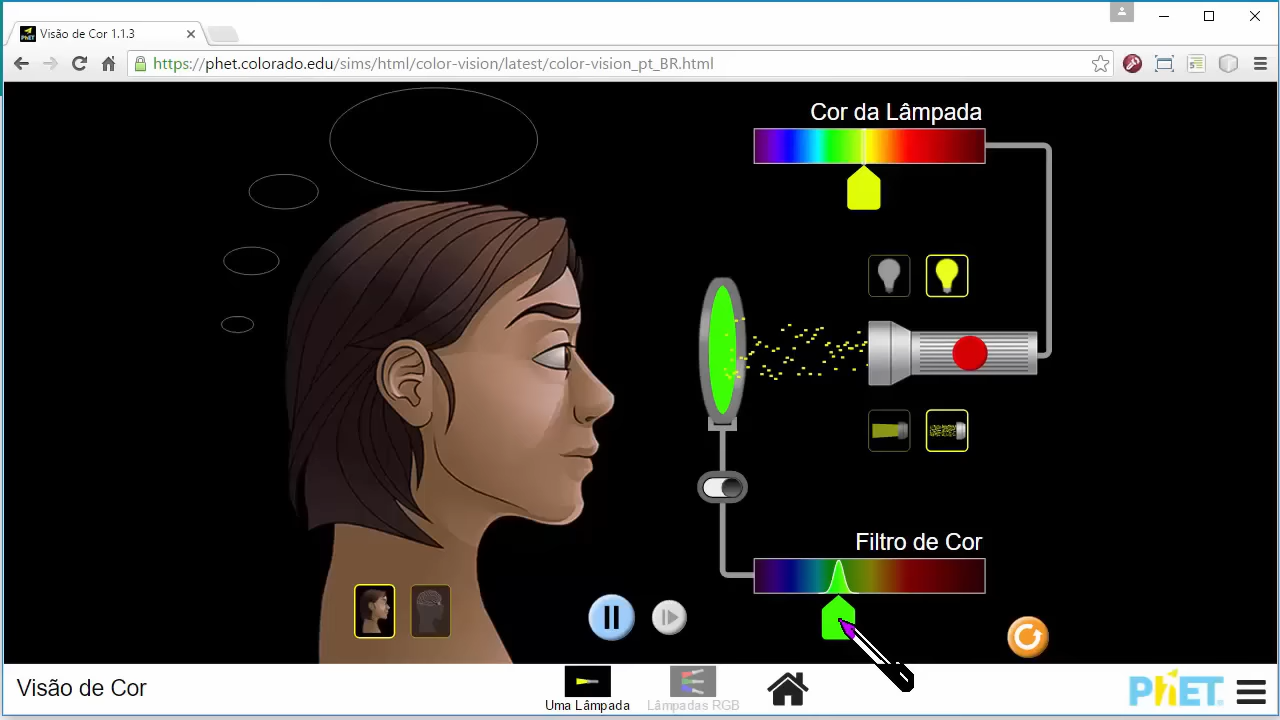 Visão de Cor 1.1.3
https://phet.colorado.edu/sims/html/color-vision/latest/color-vision_pt_BR.html
Cor da Lâmpada
Filtro de Cor
Visão de Cor
Uma Lâmpada
Lâmpadas RGB
PhET